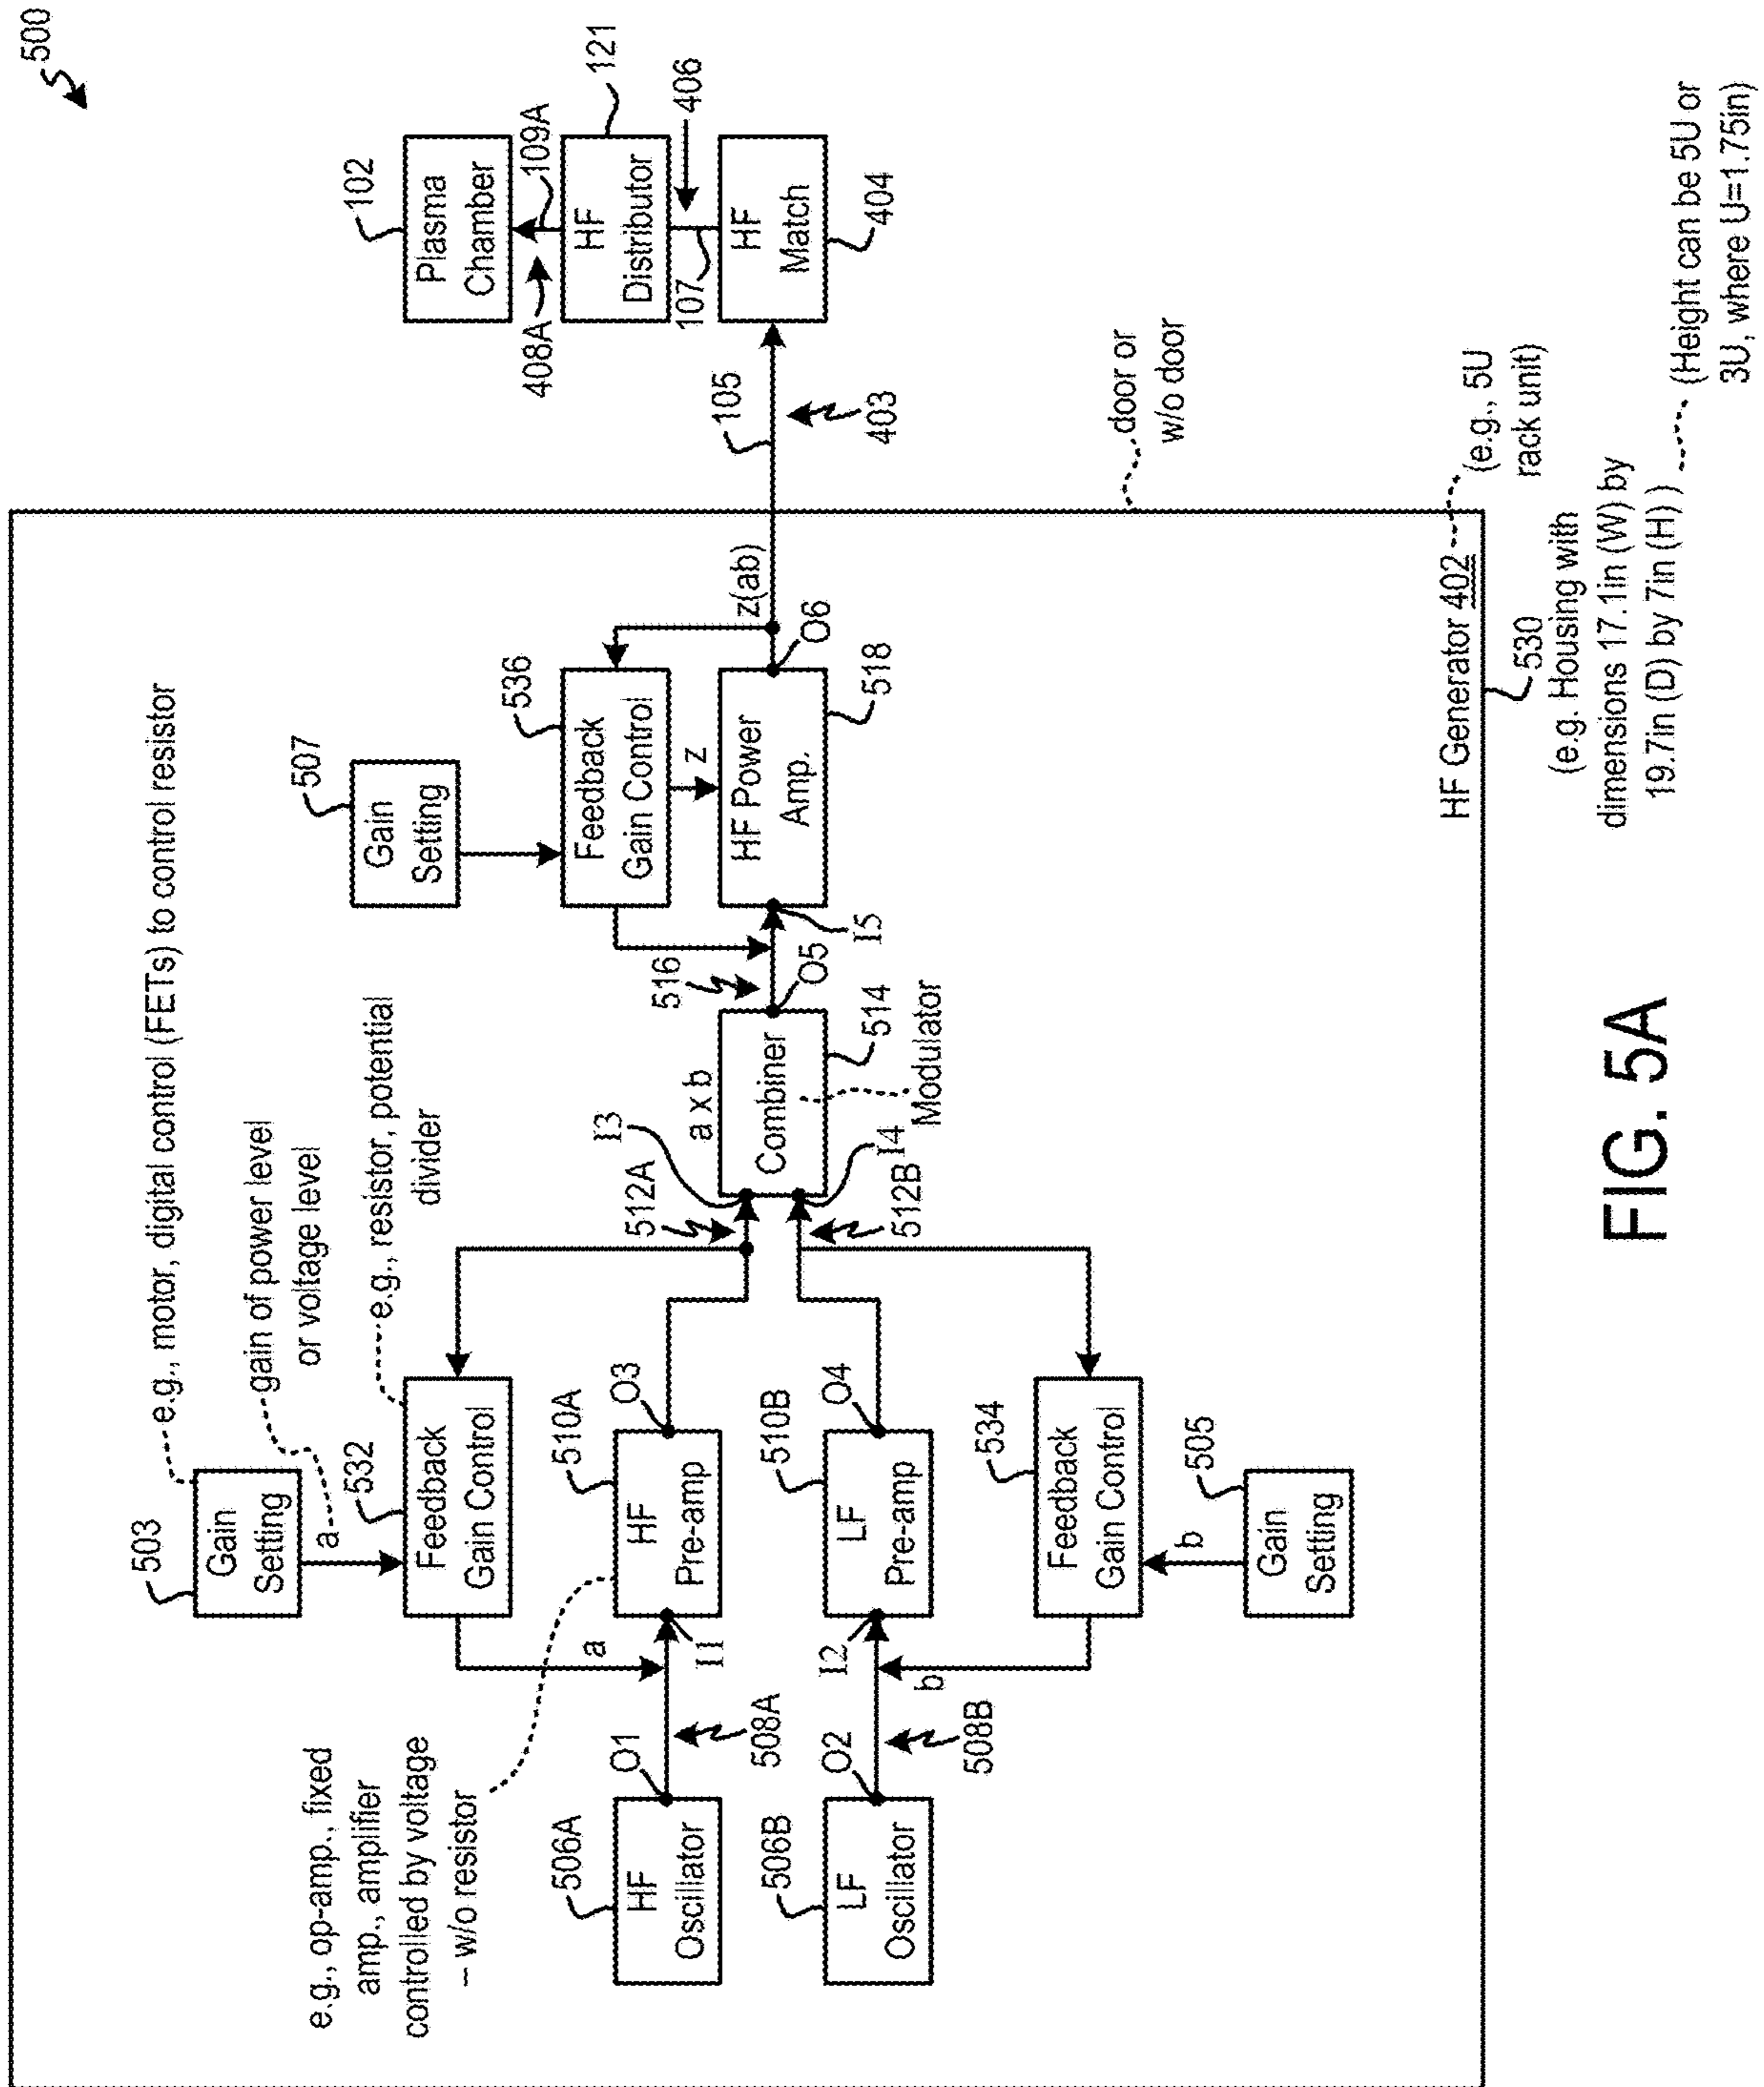 500
503
Gain
Setting
e.g., motor, digital control (FETs) to control resistor
a
gain of power level
or voltage level
532
Feedback
Gain Control
e.g., resistor, potential
divider
e.g., op-amp., fixed
amp., amplifier
controlled by voltage
– w/o resistor
a
506A
HF
Oscillator
O1
508A
I1
510A
HF
Pre-amp
O3
512A
I3
506B
LF
Oscillator
O2
508B
I2
510B
LF
Pre-amp
O4
512B
I4
b
534
Feedback
Gain Control
b
505
Gain
Setting
a x b
Combiner
514
Modulator
O5
516
I5
507
Gain
Setting
536
Feedback
Gain Control
z
HF Power
Amp.
518
O6
z(ab)
105
403
102
Plasma
Chamber
408A
109A
HF
Distributor
121
107
406
HF
Match
404
door or
w/o door
HF Generator 402
(e.g., 5U
rack unit)
530
(e.g. Housing with
dimensions 17.1in (W) by
19.7in (D) by 7in (H) )
(Height can be 5U or
3U, where U=1.75in)
FIG. 5A